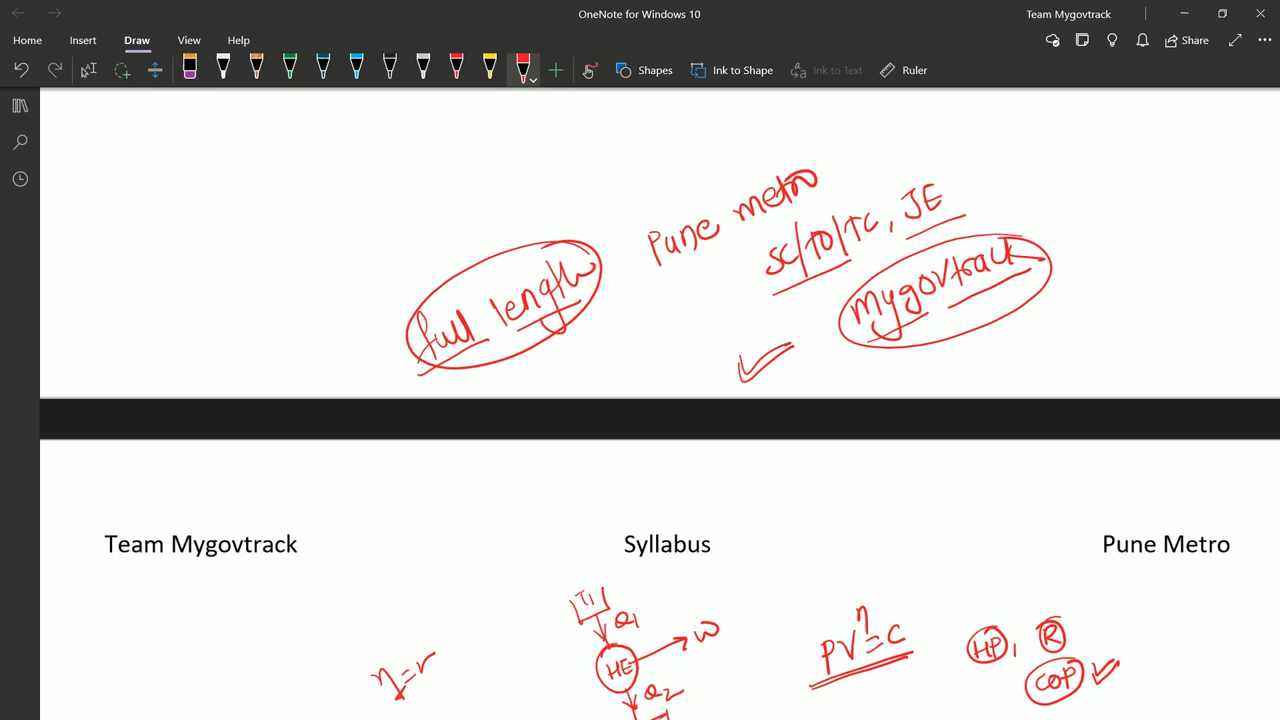 OneNote for Windows 10
Team Mygovtrack
Home Insert Draw View Help
Share
Shapes Ink to Shape Ink to Text Ruler
Pune metro
SC/TO/TC, JE
full length
mygovtrack
Team Mygovtrack Syllabus Pune Metro
T1
Q1
W
HE
Q2
η=r
PVⁿ=C
HP, R
COP